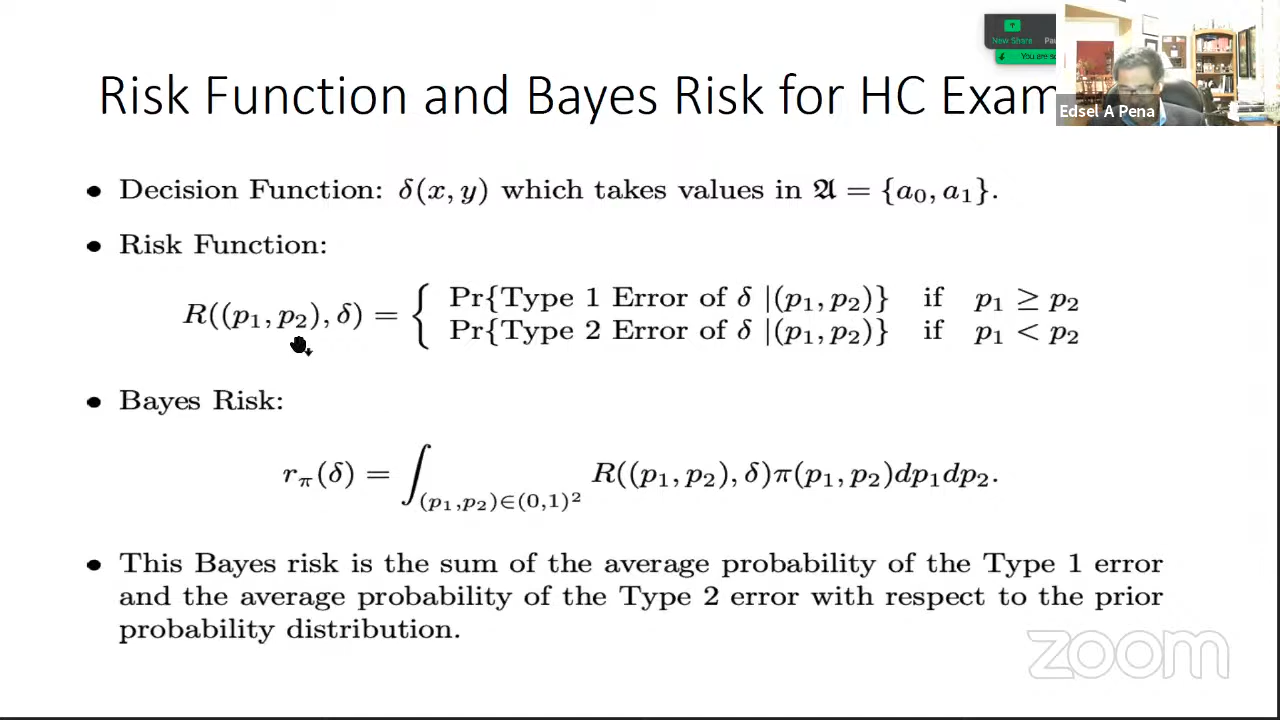 New Share
You are
Edsel A Pena
Risk Function and Bayes Risk for HC Exam
• Decision Function: δ(x, y) which takes values in 𝔄 = {a₀, a₁}.
• Risk Function:
R((p₁, p₂), δ) = { Pr{Type 1 Error of δ |(p₁, p₂)} if p₁ ≥ p₂
Pr{Type 2 Error of δ |(p₁, p₂)} if p₁ < p₂
• Bayes Risk:
r_π(δ) = ∫_{(p₁,p₂)∈(0,1)²} R((p₁, p₂), δ)π(p₁, p₂)dp₁dp₂.
• This Bayes risk is the sum of the average probability of the Type 1 error
and the average probability of the Type 2 error with respect to the prior
probability distribution.
zoom